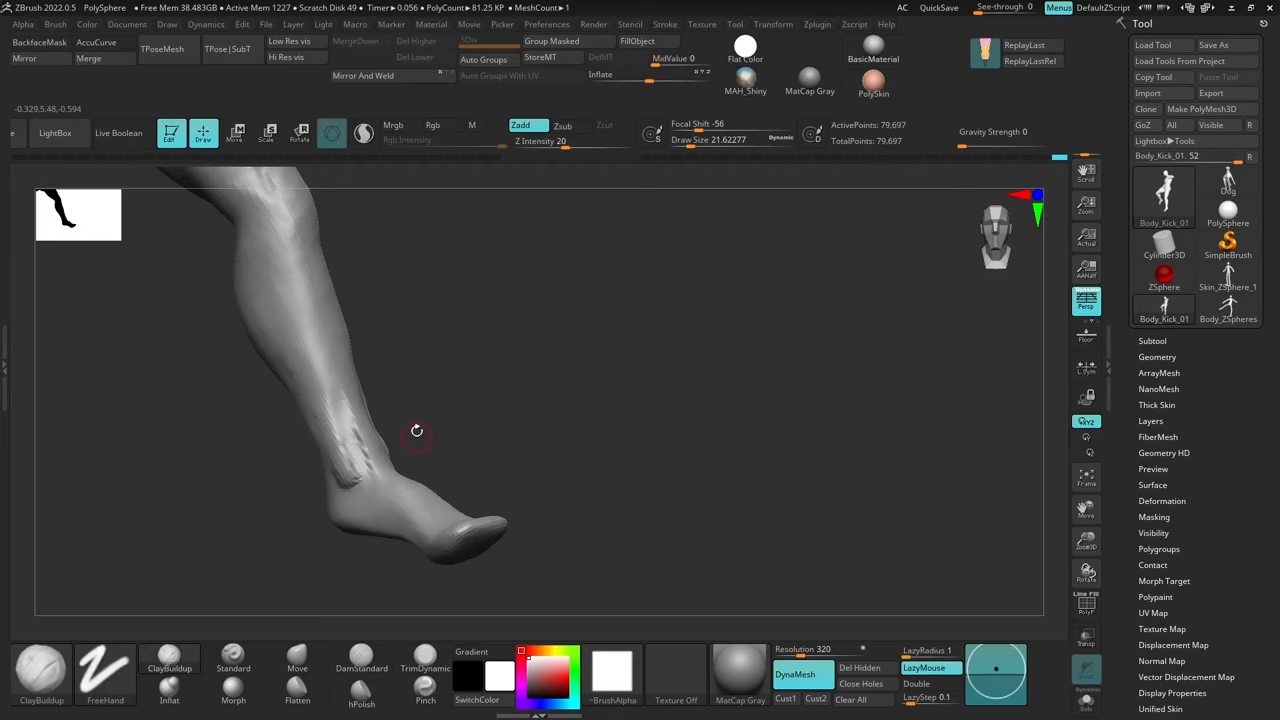 ZBrush 2022.0.5 PolySphere • Free Mem 38.483GB • Active Mem 1227 • Scratch Disk 49 • Timer▸0.056 • PolyCount▸81.25 KP • MeshCount▸1 AC QuickSave See-through 0 Menus DefaultZScript
Alpha Brush Color Document Draw Dynamics Edit File Layer Light Macro Marker Material Movie Picker Preferences Render Stencil Stroke Texture Tool Transform Zplugin Zscript Help
Tool
BackfaceMask AccuCurve TPoseMesh TPose|SubT Low Res vis MergeDown Del Higher SDiv Group Masked FillObject
Mirror Merge Hi Res vis Del Lower Auto Groups StoreMT DelMT MidValue 0
Mirror And Weld Auto Groups With UV Inflate
Flat Color BasicMaterial ReplayLast
ReplayLastRel
MAH_Shiny MatCap Gray PolySkin
Load Tool Save As
Load Tools From Project
Copy Tool Paste Tool
Import Export
Clone Make PolyMesh3D
GoZ All Visible R
Lightbox▸Tools
Body_Kick_01. 52 R
-0.329,5.48,-0.594
e LightBox Live Boolean Edit Draw Move Scale Rotate
Mrgb Rgb M
Rgb Intensity
Zadd Zsub Zcut
Z Intensity 20
Focal Shift -56
Draw Size 21.62277 Dynamic
ActivePoints: 79,697
TotalPoints: 79,697
Gravity Strength 0
Scroll
Zoom
Actual
AAHalf
Dynamic
Persp
Floor
L.Sym
XYZ
Frame
Move
Zoom3D
Rotate
Line Fill
PolyF
Transp
Dynamic
Solo
Body_Kick_01 Dog
PolySphere
Cylinder3D SimpleBrush
ZSphere Skin_ZSphere_1
Body_Kick_01 Body_ZSpheres
Subtool
Geometry
ArrayMesh
NanoMesh
Thick Skin
Layers
FiberMesh
Geometry HD
Preview
Surface
Deformation
Masking
Visibility
Polygroups
Contact
Morph Target
Polypaint
UV Map
Texture Map
Displacement Map
Normal Map
Vector Displacement Map
Display Properties
Unified Skin
ClayBuildup FreeHand ClayBuildup Standard Move DamStandard TrimDynamic
Inflat Morph Flatten hPolish Pinch
Gradient
SwitchColor
~BrushAlpha Texture Off MatCap Gray
Resolution 320
DynaMesh Del Hidden
Close Holes
Cust1 Cust2 Clear All
LazyRadius 1
LazyMouse
Double
LazyStep 0.1